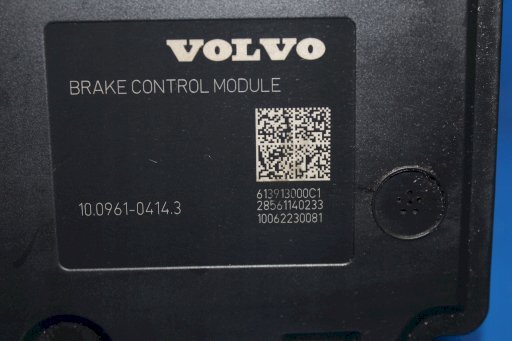 VOLVO
BRAKE CONTROL MODULE
613913000C1
10.0961-0414.3
28561140233
10062230081